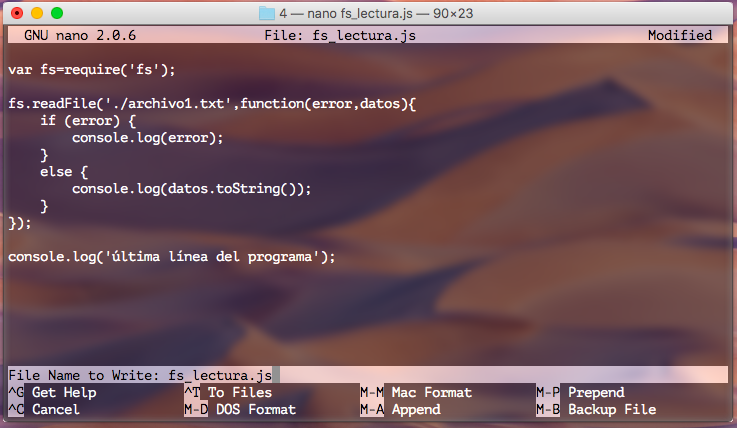 4 — nano fs_lectura.js — 90×23
GNU nano 2.0.6 File: fs_lectura.js Modified
var fs=require('fs');
fs.readFile('./archivo1.txt',function(error,datos){
    if (error) {
        console.log(error);
    }
    else {
        console.log(datos.toString());
    }
});
console.log('última línea del programa');
File Name to Write: fs_lectura.js
^G Get Help ^T To Files M-M Mac Format M-P Prepend
^C Cancel M-D DOS Format M-A Append M-B Backup File